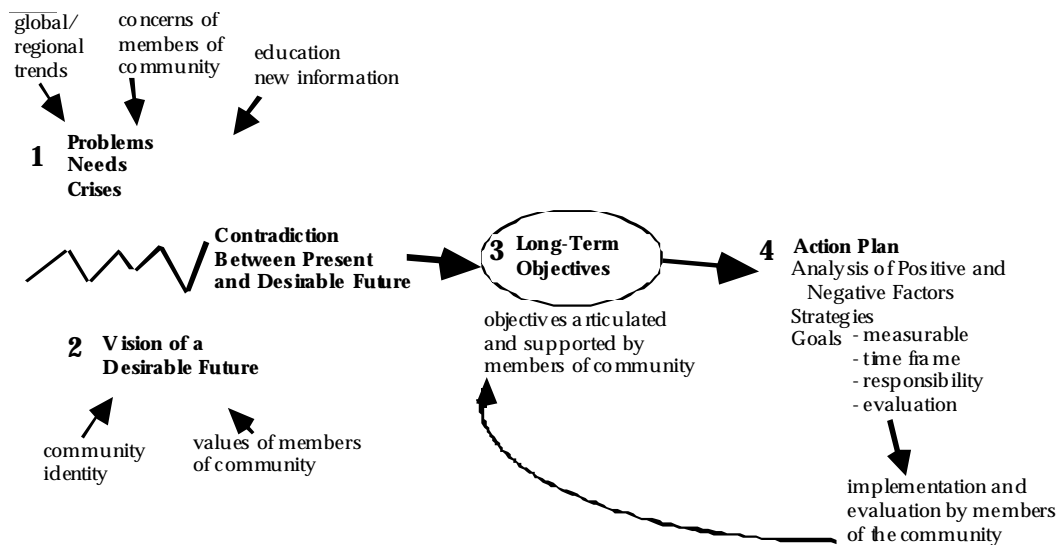 global/
regional
trends
concerns of
members of
community
education
new information
1 Problems
Needs
Crises
Contradiction
Between Present
and Desirable Future
2 Vision of a
Desirable Future
community
identity
values of members
of community
3 Long-Term
Objectives
objectives articulated
and supported by
members of community
4 Action Plan
Analysis of Positive and
Negative Factors
Strategies
Goals - measurable
- time frame
- responsibility
- evaluation
implementation and
evaluation by members
of the community